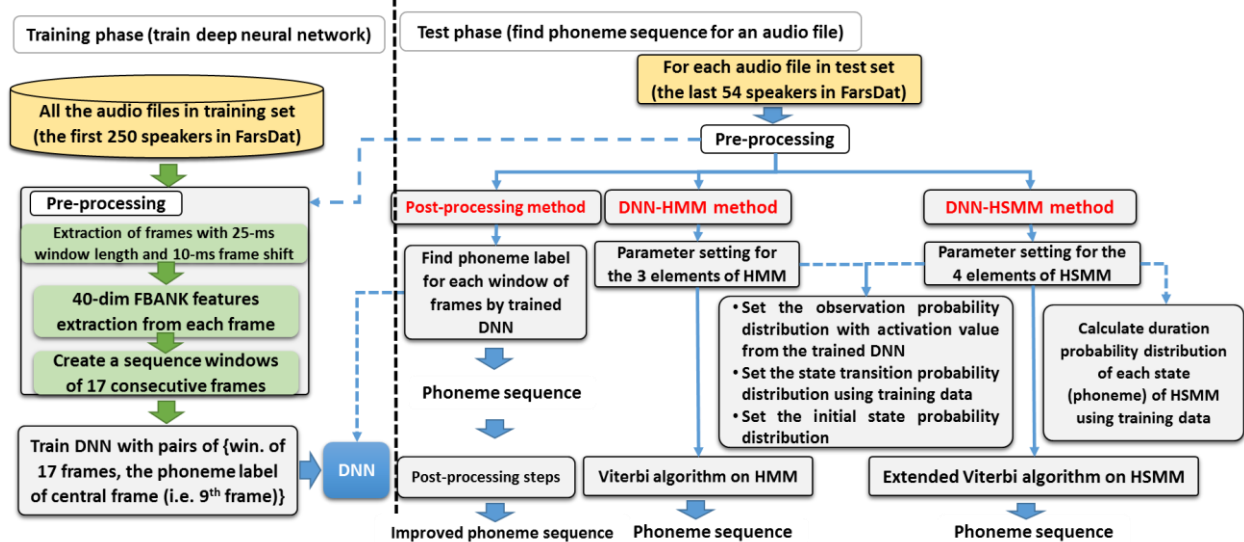 Training phase (train deep neural network)
All the audio files in training set
(the first 250 speakers in FarsDat)
Pre-processing
Extraction of frames with 25-ms
window length and 10-ms frame shift
40-dim FBANK features
extraction from each frame
Create a sequence windows
of 17 consecutive frames
Train DNN with pairs of {win. of
17 frames, the phoneme label
of central frame (i.e. 9th frame)}
DNN
Test phase (find phoneme sequence for an audio file)
For each audio file in test set
(the last 54 speakers in FarsDat)
Pre-processing
Post-processing method
Find phoneme label
for each window of
frames by trained
DNN
Phoneme sequence
Post-processing steps
Improved phoneme sequence
DNN-HMM method
Parameter setting for
the 3 elements of HMM
Viterbi algorithm on HMM
Phoneme sequence
DNN-HSMM method
Parameter setting for the
4 elements of HSMM
• Set the observation probability
distribution with activation value
from the trained DNN
• Set the state transition probability
distribution using training data
• Set the initial state probability
distribution
Calculate duration
probability distribution
of each state
(phoneme) of HSMM
using training data
Extended Viterbi algorithm on HSMM
Phoneme sequence